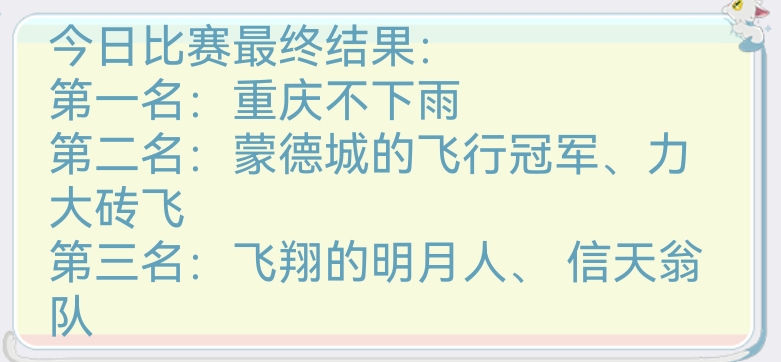 今日比赛最终结果：
第一名：重庆不下雨
第二名：蒙德城的飞行冠军、力
大砖飞
第三名：飞翔的明月人、 信天翁
队